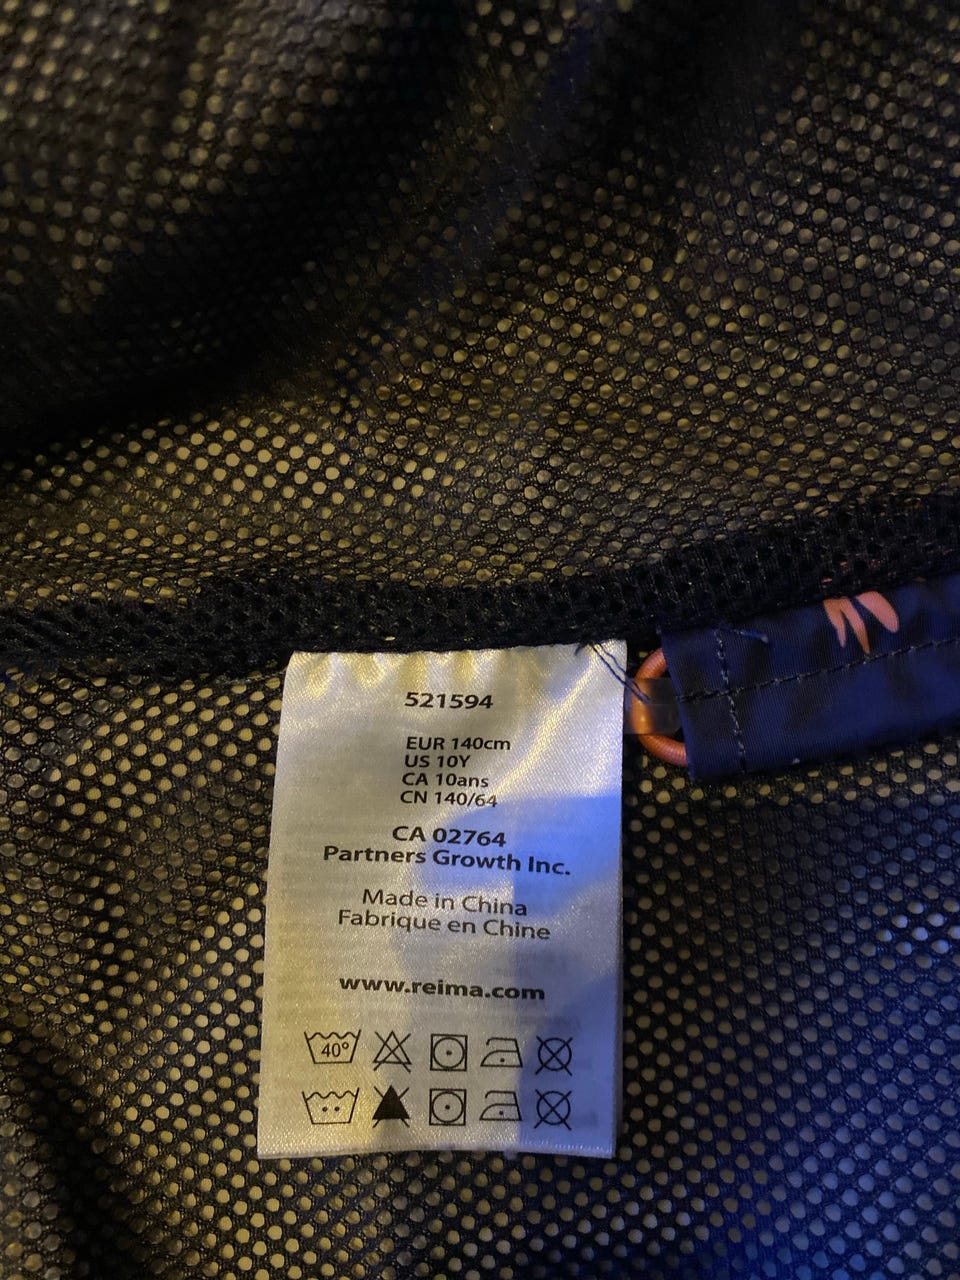 521594
EUR 140cm
US 10Y
CA 10ans
CN 140/64
CA 02764
Partners Growth Inc.
Made in China
Fabrique en Chine
www.reima.com
40°